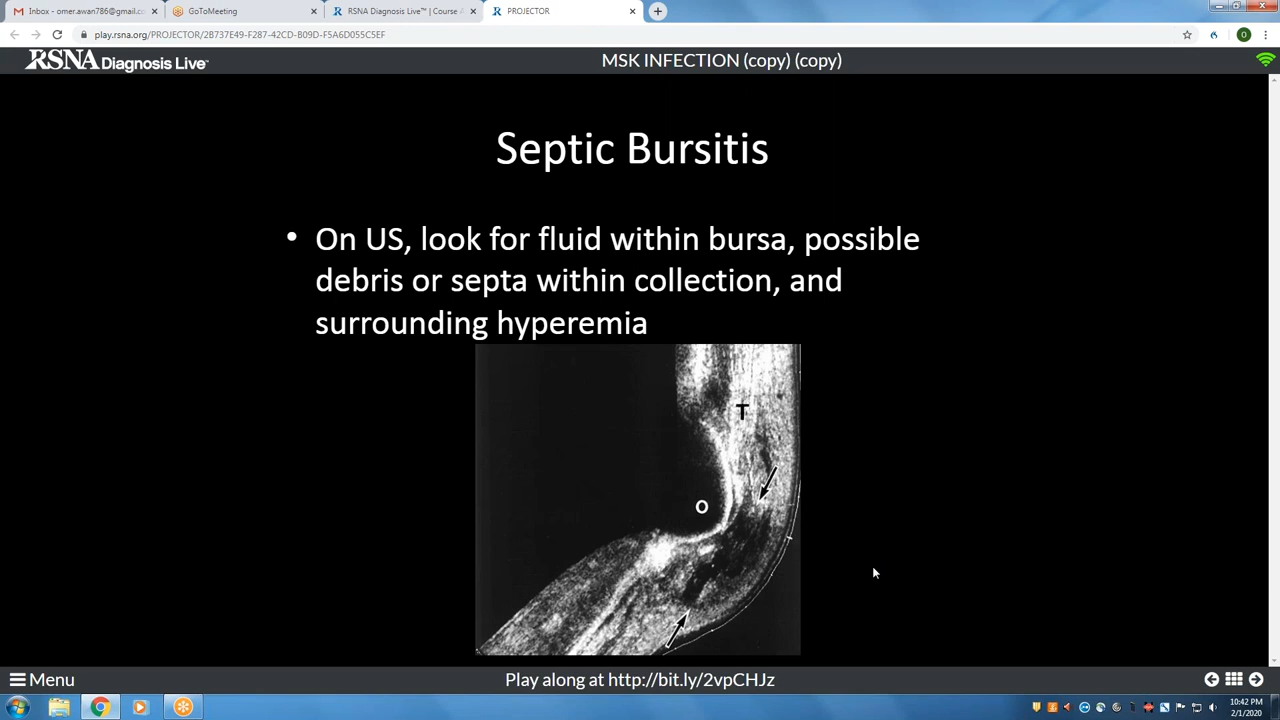 Inbox - omer.awan786@gmail.co
GoToMeeting
RSNA Diagnosis Live™ | Course
PROJECTOR
play.rsna.org/PROJECTOR/2B737E49-F287-42CD-B09D-F5A6D055C5EF
O
RSNA Diagnosis Live™
MSK INFECTION (copy) (copy)
Septic Bursitis
• On US, look for fluid within bursa, possible
debris or septa within collection, and
surrounding hyperemia
T
O
Menu
Play along at http://bit.ly/2vpCHJz
10:42 PM
2/1/2020